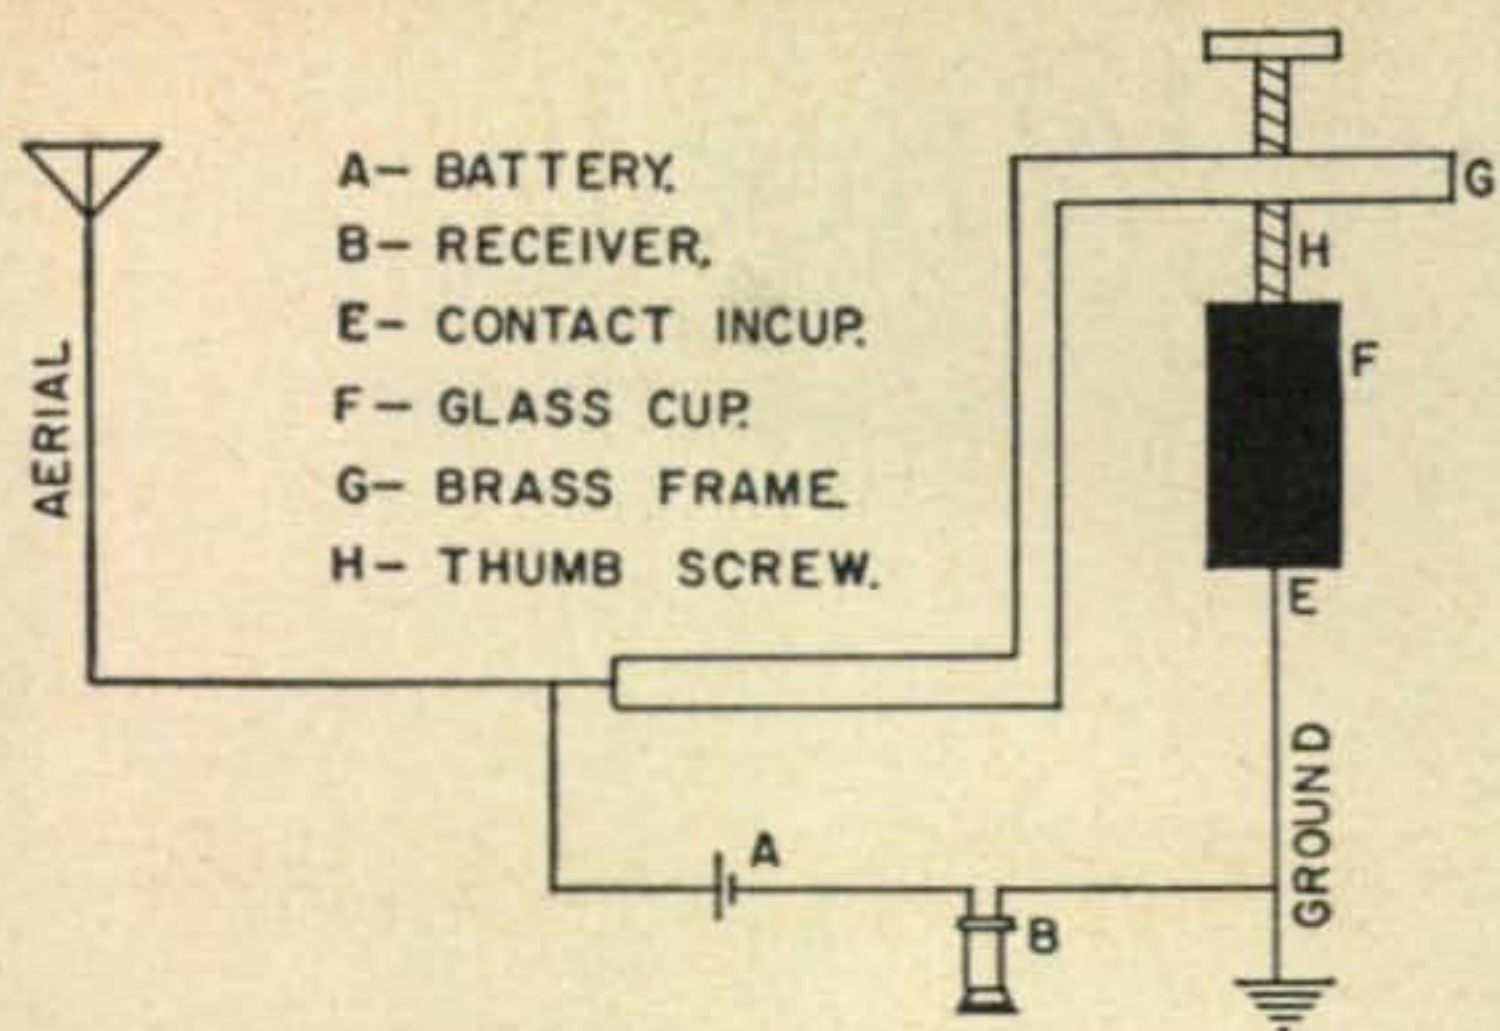 A— BATTERY.
B— RECEIVER.
E— CONTACT INCUP.
F— GLASS CUP.
G— BRASS FRAME.
H— THUMB SCREW.
AERIAL
G
H
F
E
GROUND
A
B